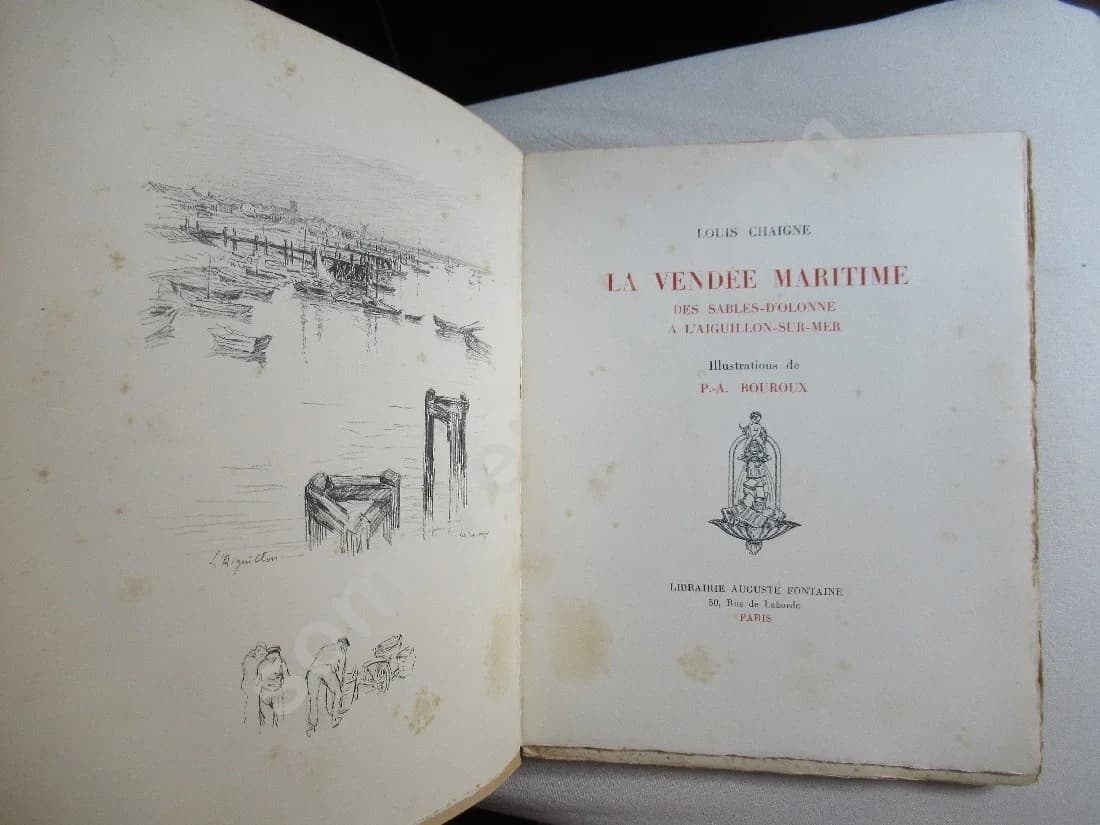 L'Aiguillon
LOUIS CHAIGNE
LA VENDÉE MARITIME
DES SABLES-D'OLONNE
A L'AIGUILLON-SUR-MER
Illustrations de
P.-A. BOUROUX
LIBRAIRIE AUGUSTE FONTAINE
50, Rue de Laborde
PARIS